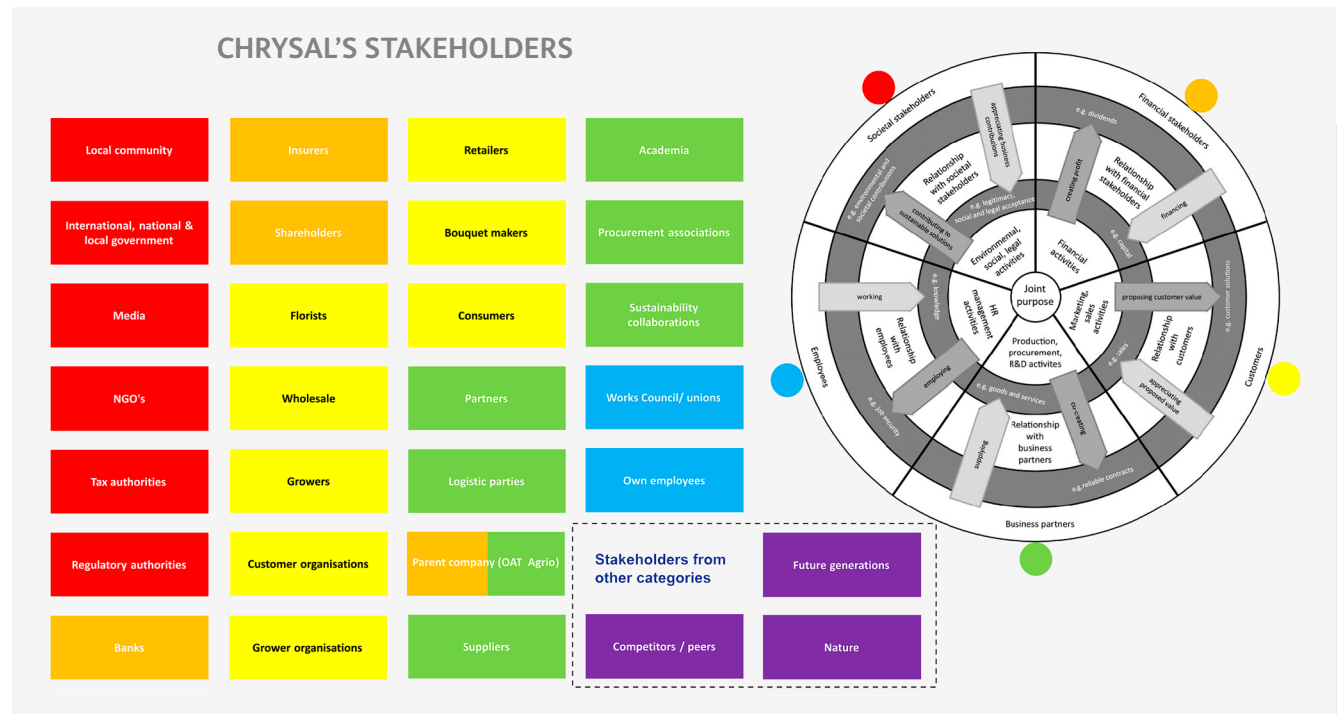 CHRYSAL'S STAKEHOLDERS
Local community
Insurers
Retailers
Academia
International, national &
local government
Shareholders
Bouquet makers
Procurement associations
Media
Florists
Consumers
Sustainability
collaborations
NGO's
Wholesale
Partners
Works Council/ unions
Tax authorities
Growers
Logistic parties
Own employees
Regulatory authorities
Customer organisations
Parent company (OAT Agrio)
Stakeholders from
other categories
Future generations
Banks
Grower organisations
Suppliers
Competitors / peers
Nature
Societal stakeholders
Financial stakeholders
Customers
Business partners
Employees
e.g. environmental and
societal contributions
e.g. dividends
e.g. customer solutions
e.g.reliable contracts
e.g. job security
appreciating business
contributions
contributing to
sustainable solutions
creating profit
financing
proposing customer value
appreciating
proposed value
co-creating
supplying
employing
working
Relationship
with societal
stakeholders
Relationship
with financial
stakeholders
Relationship
with
customers
Relationship
with
business
partners
Relationship
with
employees
e.g. legitimacy,
social and legal acceptance
e.g. capital
e.g. sales
e.g. goods and services
e.g. knowledge
Environmental,
social, legal
activities
Financial
activities
Marketing,
sales
activities
Production,
procurement,
R&D activites
HR
management
activities
Joint
purpose